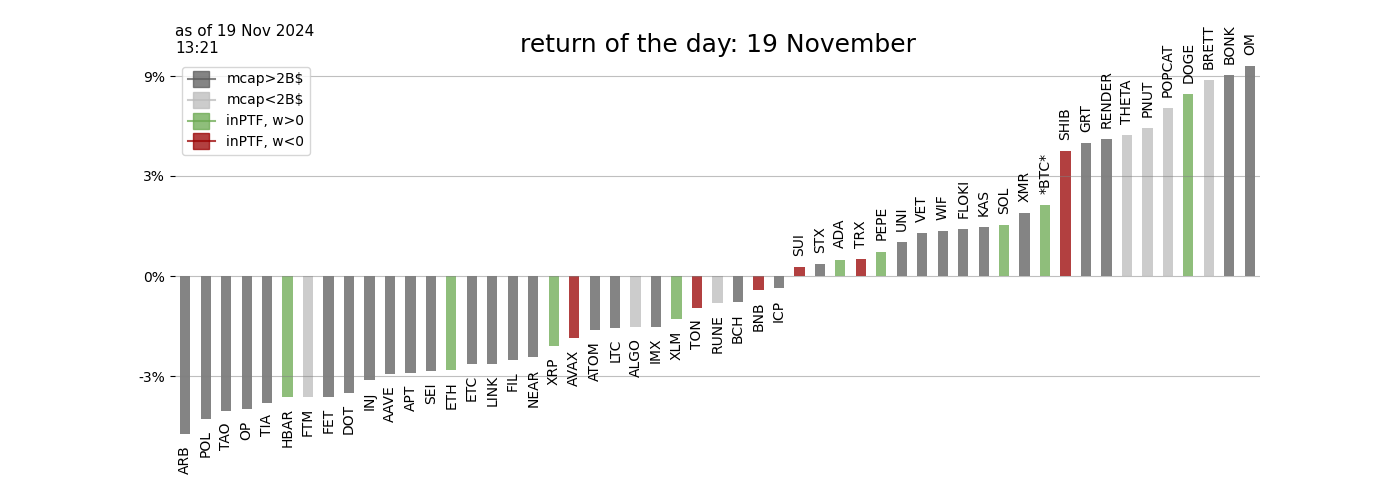 as of 19 Nov 2024
13:21
return of the day: 19 November
mcap>2B$
mcap<2B$
inPTF, w>0
inPTF, w<0
9%
3%
0%
-3%
ARB
POL
TAO
OP
TIA
HBAR
FTM
FET
DOT
INJ
AAVE
APT
SEI
ETH
ETC
LINK
FIL
NEAR
XRP
AVAX
ATOM
LTC
ALGO
IMX
XLM
TON
RUNE
BCH
BNB
ICP
SUI
STX
ADA
TRX
PEPE
UNI
VET
WIF
FLOKI
KAS
SOL
XMR
*BTC*
SHIB
GRT
RENDER
THETA
PNUT
POPCAT
DOGE
BRETT
BONK
OM